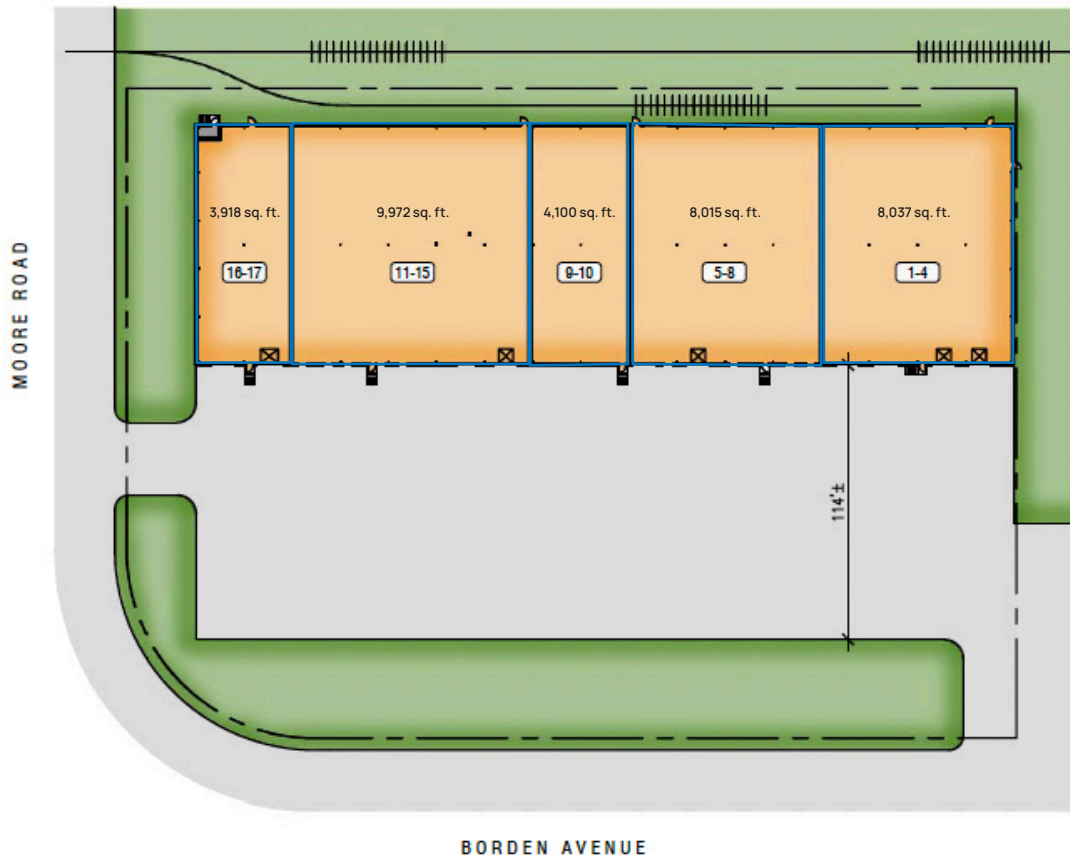 3,918 sq. ft.
9,972 sq. ft.
4,100 sq. ft.
8,015 sq. ft.
8,037 sq. ft.
16-17
11-15
9-10
5-8
1-4
MOORE ROAD
114'±
BORDEN AVENUE